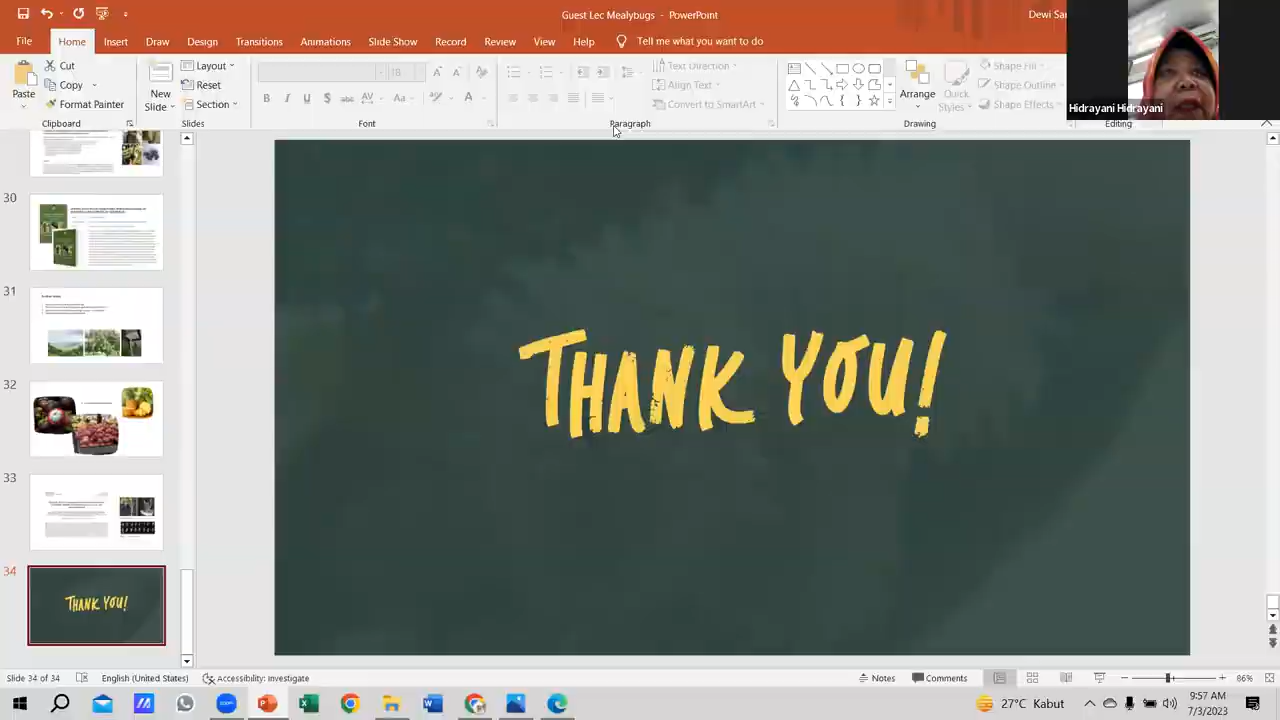 Guest Lec Mealybugs - PowerPoint
Dewi Sar
File Home Insert Draw Design Transitions Animations Slide Show Record Review View Help Tell me what you want to do
Paste
Cut
Copy
Format Painter
Clipboard
New
Slide
Layout
Reset
Section
Slides
18
B I U S abc AV Aa A
Font
Text Direction
Align Text
Convert to SmartArt
Paragraph
Arrange
Quick
Styles
Shape Fill
Shape Outline
Shape Effects
Drawing
Editing
Hidrayani Hidrayani
30
31
32
33
34
THANK YOU!
THANK YOU!
Slide 34 of 34 English (United States) Accessibility: Investigate Notes Comments 86%
27°C Kabut
9:57 AM
7/3/2023